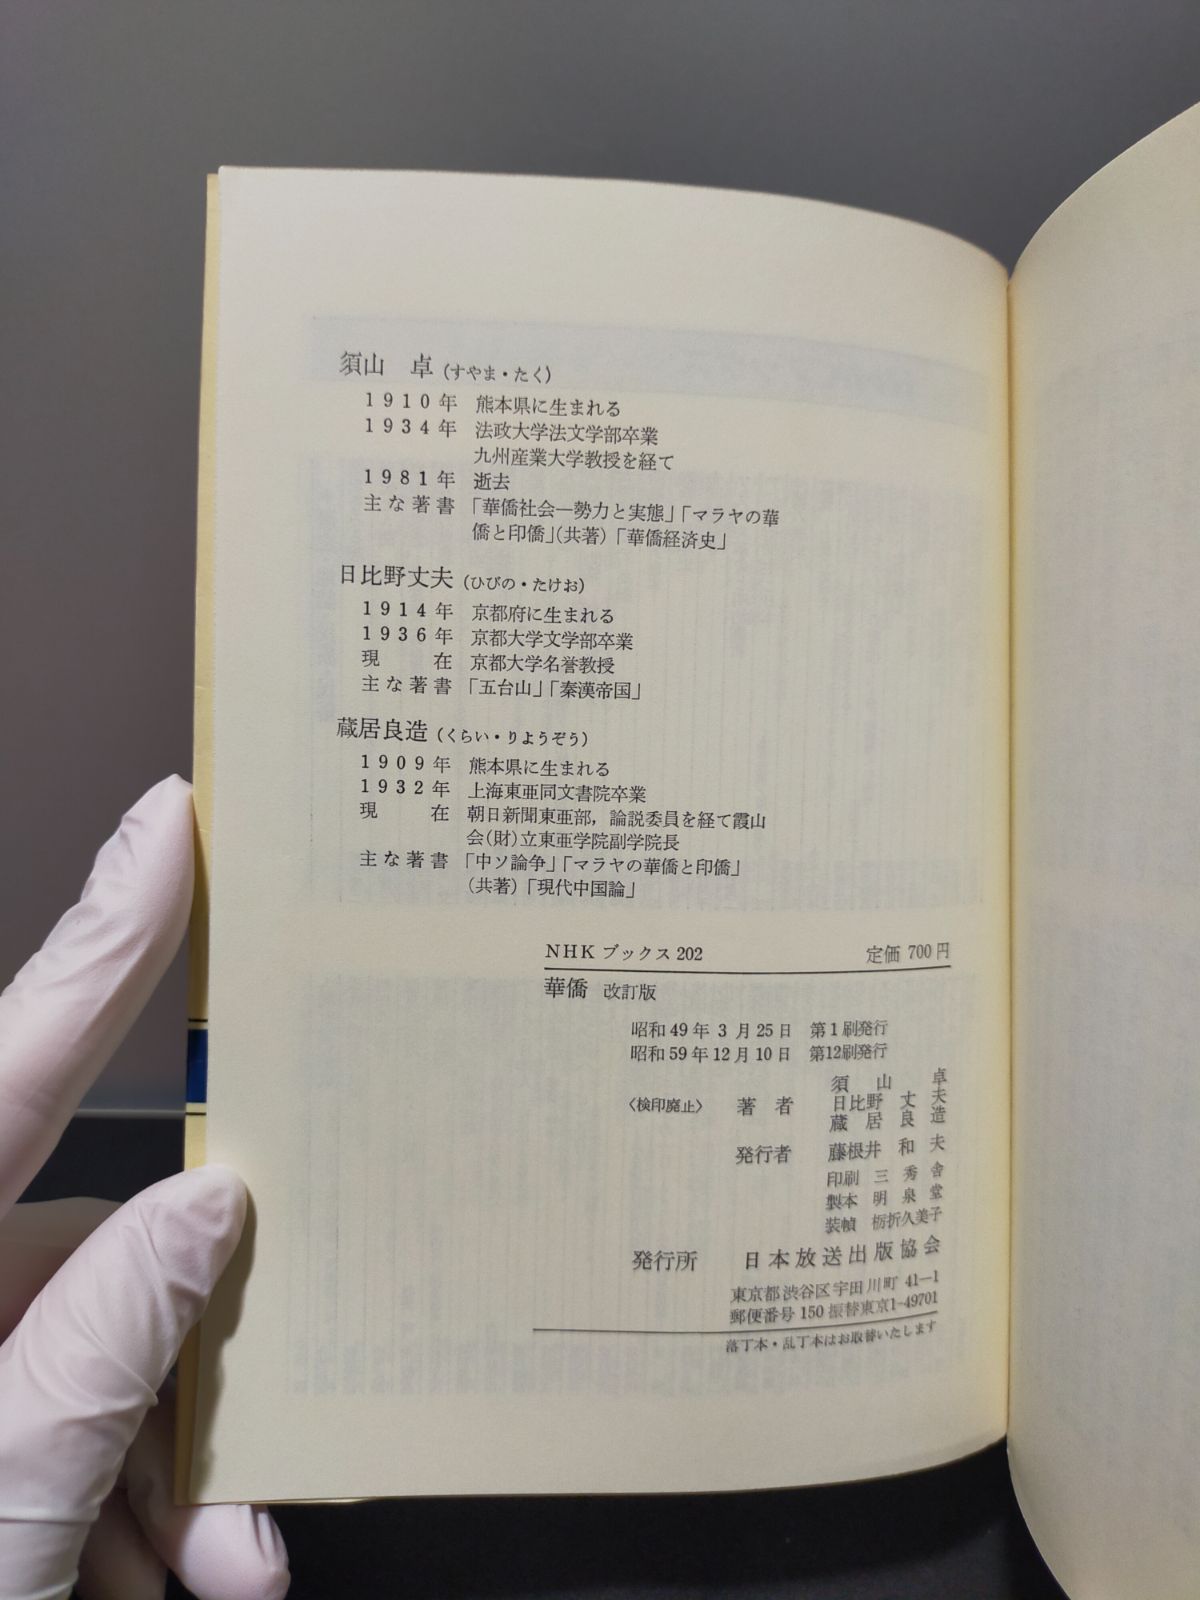 須山　卓（すやま・たく）
1910年　熊本県に生まれる
1934年　法政大学法文学部卒業
九州産業大学教授を経て
1981年　逝去
主な著書　「華僑社会―勢力と実態」「マラヤの華
僑と印僑」（共著）「華僑経済史」
日比野丈夫（ひびの・たけお）
1914年　京都府に生まれる
1936年　京都大学文学部卒業
現　在　京都大学名誉教授
主な著書　「五台山」「秦漢帝国」
蔵居良造（くらい・りようぞう）
1909年　熊本県に生まれる
1932年　上海東亜同文書院卒業
現　在　朝日新聞東亜部，論説委員を経て霞山
会（財）立東亜学院副学院長
主な著書　「中ソ論争」「マラヤの華僑と印僑」
（共著）「現代中国論」
NHKブックス202　定価700円
華僑　改訂版
昭和49年3月25日　第1刷発行
昭和59年12月10日　第12刷発行
須山　卓
〈検印廃止〉　著者　日比野丈夫
蔵居良造
発行者　藤根井和夫
印刷　三秀舎
製本　明泉堂
装幀　栃折久美子
発行所　日本放送出版協会
東京都渋谷区宇田川町41－1
郵便番号150 振替東京1-49701
落丁本・乱丁本はお取替いたします